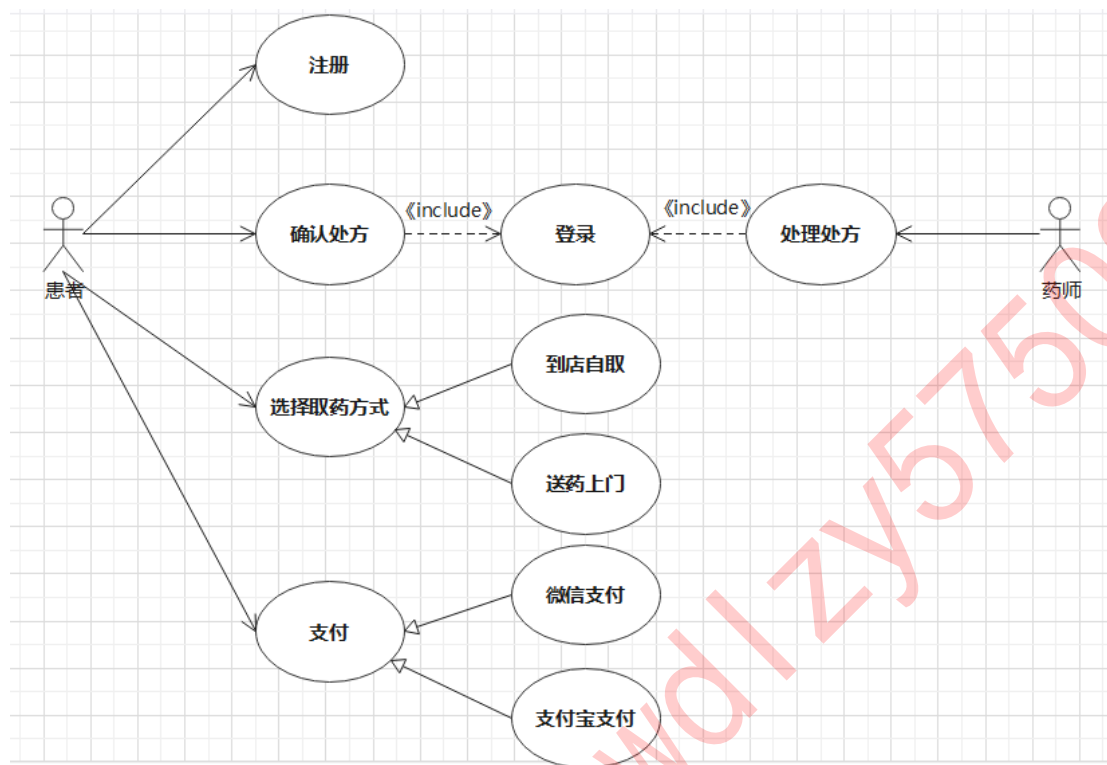 注册
《include》
《include》
确认处方
登录
处理处方
患者
药师
到店自取
选择取药方式
送药上门
微信支付
支付
支付宝支付
wdlzy5750